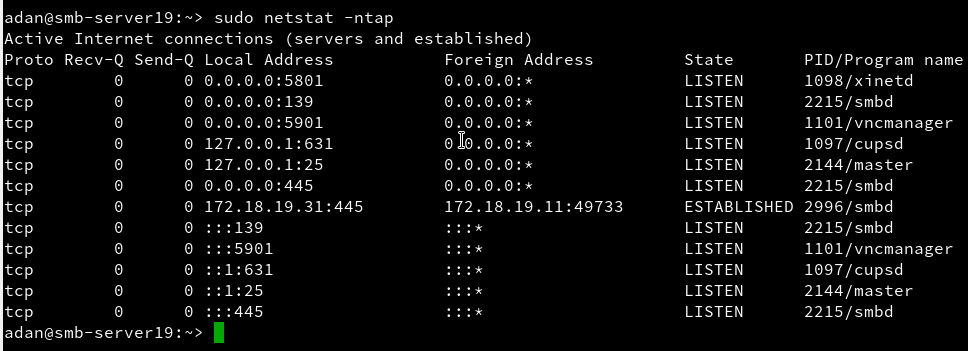 adan@smb-server19:~> sudo netstat -ntap
Active Internet connections (servers and established)
Proto Recv-Q Send-Q Local Address           Foreign Address         State       PID/Program name
tcp        0      0 0.0.0.0:5801            0.0.0.0:*               LISTEN      1098/xinetd
tcp        0      0 0.0.0.0:139             0.0.0.0:*               LISTEN      2215/smbd
tcp        0      0 0.0.0.0:5901            0.0.0.0:*               LISTEN      1101/vncmanager
tcp        0      0 127.0.0.1:631           0.0.0.0:*               LISTEN      1097/cupsd
tcp        0      0 127.0.0.1:25            0.0.0.0:*               LISTEN      2144/master
tcp        0      0 0.0.0.0:445             0.0.0.0:*               LISTEN      2215/smbd
tcp        0      0 172.18.19.31:445        172.18.19.11:49733      ESTABLISHED 2996/smbd
tcp        0      0 :::139                  :::*                    LISTEN      2215/smbd
tcp        0      0 :::5901                 :::*                    LISTEN      1101/vncmanager
tcp        0      0 ::1:631                 :::*                    LISTEN      1097/cupsd
tcp        0      0 ::1:25                  :::*                    LISTEN      2144/master
tcp        0      0 :::445                  :::*                    LISTEN      2215/smbd
adan@smb-server19:~>